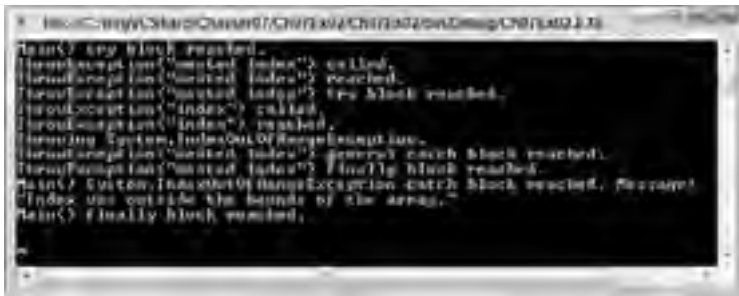 Main() try block reached.
ThrowException("nested index") called.
ThrowException("nested index") reached.
ThrowException("nested index") try block reached.
ThrowException("index") called.
ThrowException("index") reached.
Throwing System.IndexOutOfRangeException.
ThrowException("nested index") general catch block reached.
ThrowException("nested index") finally block reached.
Main() System.IndexOutOfRangeException catch block reached. Message:
"Index was outside the bounds of the array."
Main() finally block reached.